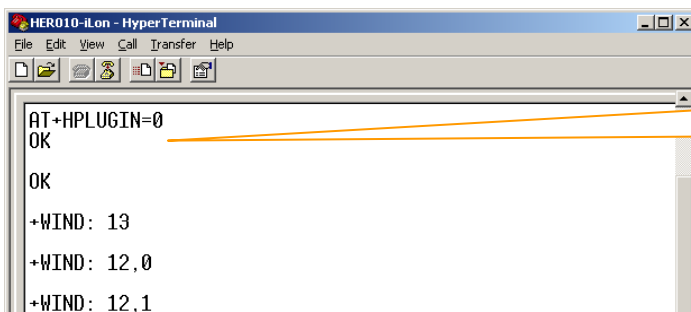 HER010-iLon - HyperTerminal
File Edit View Call Transfer Help
AT+HPLUGIN=0
OK
OK
+WIND: 13
+WIND: 12,0
+WIND: 12,1